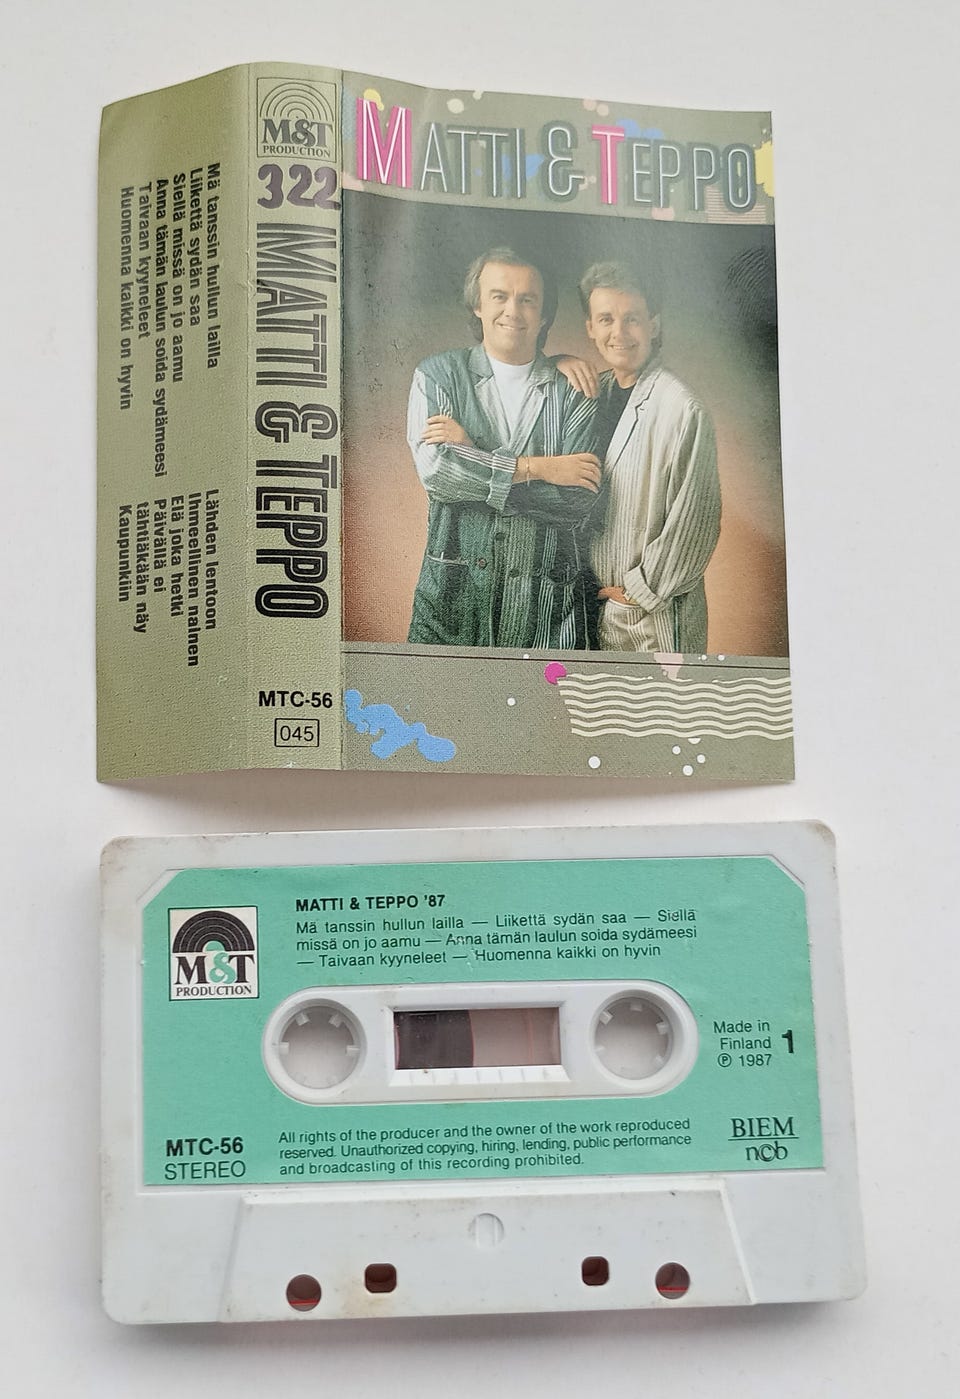 M&T
PRODUCTION
322
MATTI & TEPPO
MTC-56
045
Mä tanssin hullun lailla
Liikettä sydän saa
Siellä missä on jo aamu
Anna tämän laulun soida sydämeesi
Taivaan kyyneleet
Huomenna kaikki on hyvin
Lähden lentoon
Ihmeellinen nainen
Elä joka hetki
Päivällä ei
tähtiäkään näy
Kaupunkiin
MATTI & TEPPO
M&T
PRODUCTION
MATTI & TEPPO '87
Mä tanssin hullun lailla — Liikettä sydän saa — Siellä
missä on jo aamu — Anna tämän laulun soida sydämeesi
— Taivaan kyyneleet — Huomenna kaikki on hyvin
Made in
Finland
℗ 1987
1
MTC-56
STEREO
All rights of the producer and the owner of the work reproduced
reserved. Unauthorized copying, hiring, lending, public performance
and broadcasting of this recording prohibited.
BIEM
ncb